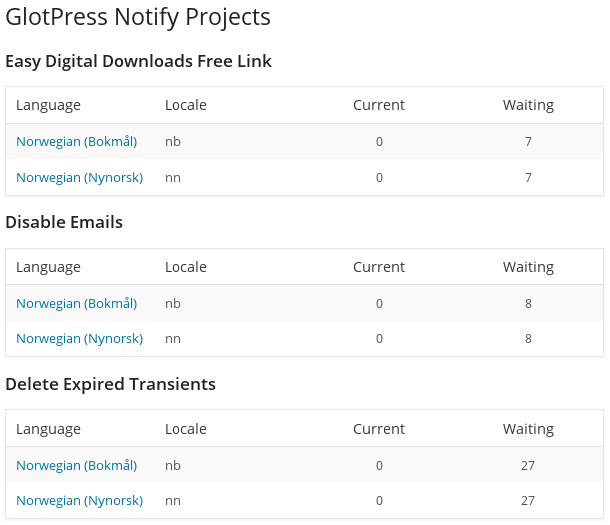 GlotPress Notify Projects
Easy Digital Downloads Free Link
Language Locale Current Waiting
Norwegian (Bokmål) nb 0 7
Norwegian (Nynorsk) nn 0 7
Disable Emails
Language Locale Current Waiting
Norwegian (Bokmål) nb 0 8
Norwegian (Nynorsk) nn 0 8
Delete Expired Transients
Language Locale Current Waiting
Norwegian (Bokmål) nb 0 27
Norwegian (Nynorsk) nn 0 27